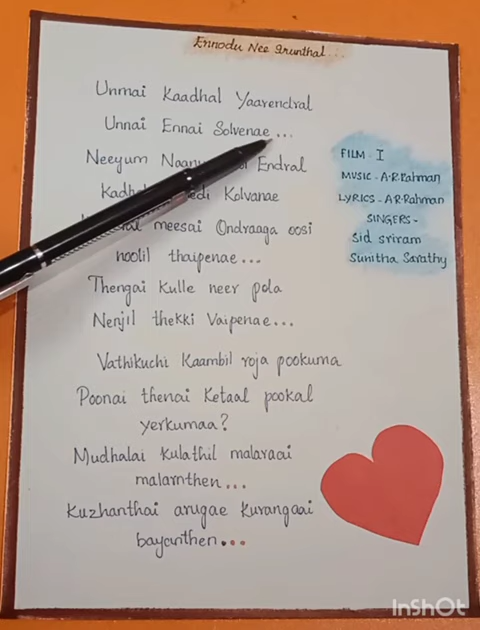 Ennodu Nee Irunthal...
Unmai Kaadhal Yaarendral
Unnai Ennai Solvenae...
Neeyum Endral
Kolvanae
meesai Ondraaga oosi
noolil thaipenae...
Thengai kulle neer pola
Nenjil thekki vaipenae...
Vathikuchi Kaambil roja pookuma
Poonai thenai Ketaal pookal
yerkumaa?
Mudhalai kulathil malaraai
malarnthen...
Kuzhanthai arugae kurangaai
bayanthen...
FILM - I
MUSIC - A.R.Rahman
LYRICS - A.R.Rahman
SINGERS -
Sid sriram
Sunitha Sarathy
InShOt